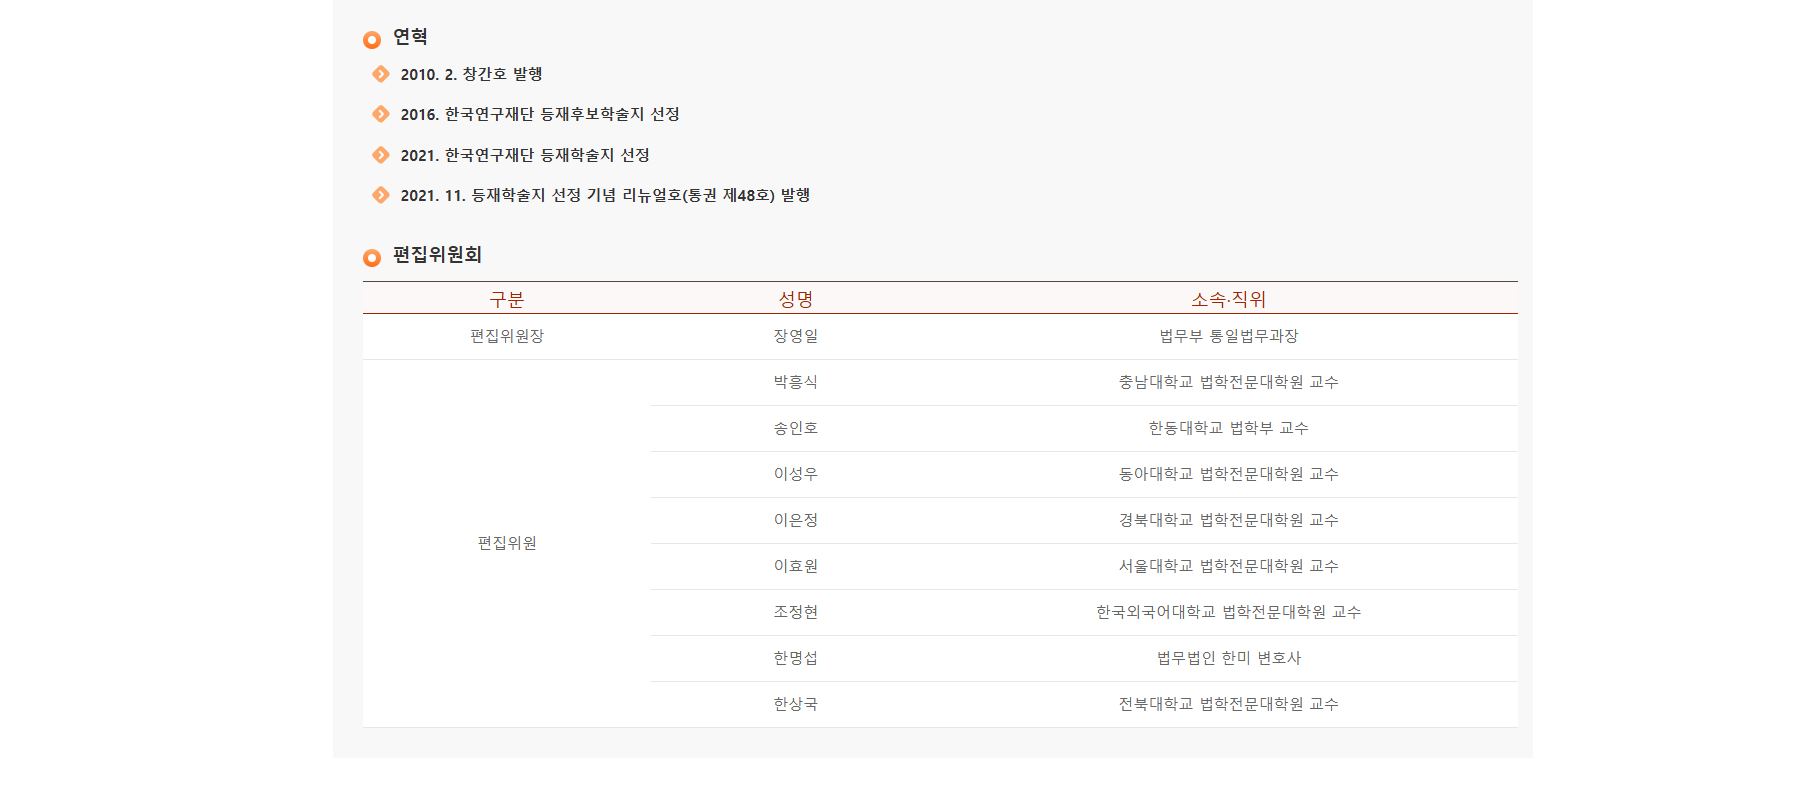 연혁
2010. 2. 창간호 발행
2016. 한국연구재단 등재후보학술지 선정
2021. 한국연구재단 등재학술지 선정
2021. 11. 등재학술지 선정 기념 리뉴얼호(통권 제48호) 발행
편집위원회
구분 성명 소속·직위
편집위원장 장영일 법무부 통일법무과장
박흥식 충남대학교 법학전문대학원 교수
송인호 한동대학교 법학부 교수
이성우 동아대학교 법학전문대학원 교수
이은정 경북대학교 법학전문대학원 교수
편집위원
이효원 서울대학교 법학전문대학원 교수
조정현 한국외국어대학교 법학전문대학원 교수
한명섭 법무법인 한미 변호사
한상국 전북대학교 법학전문대학원 교수